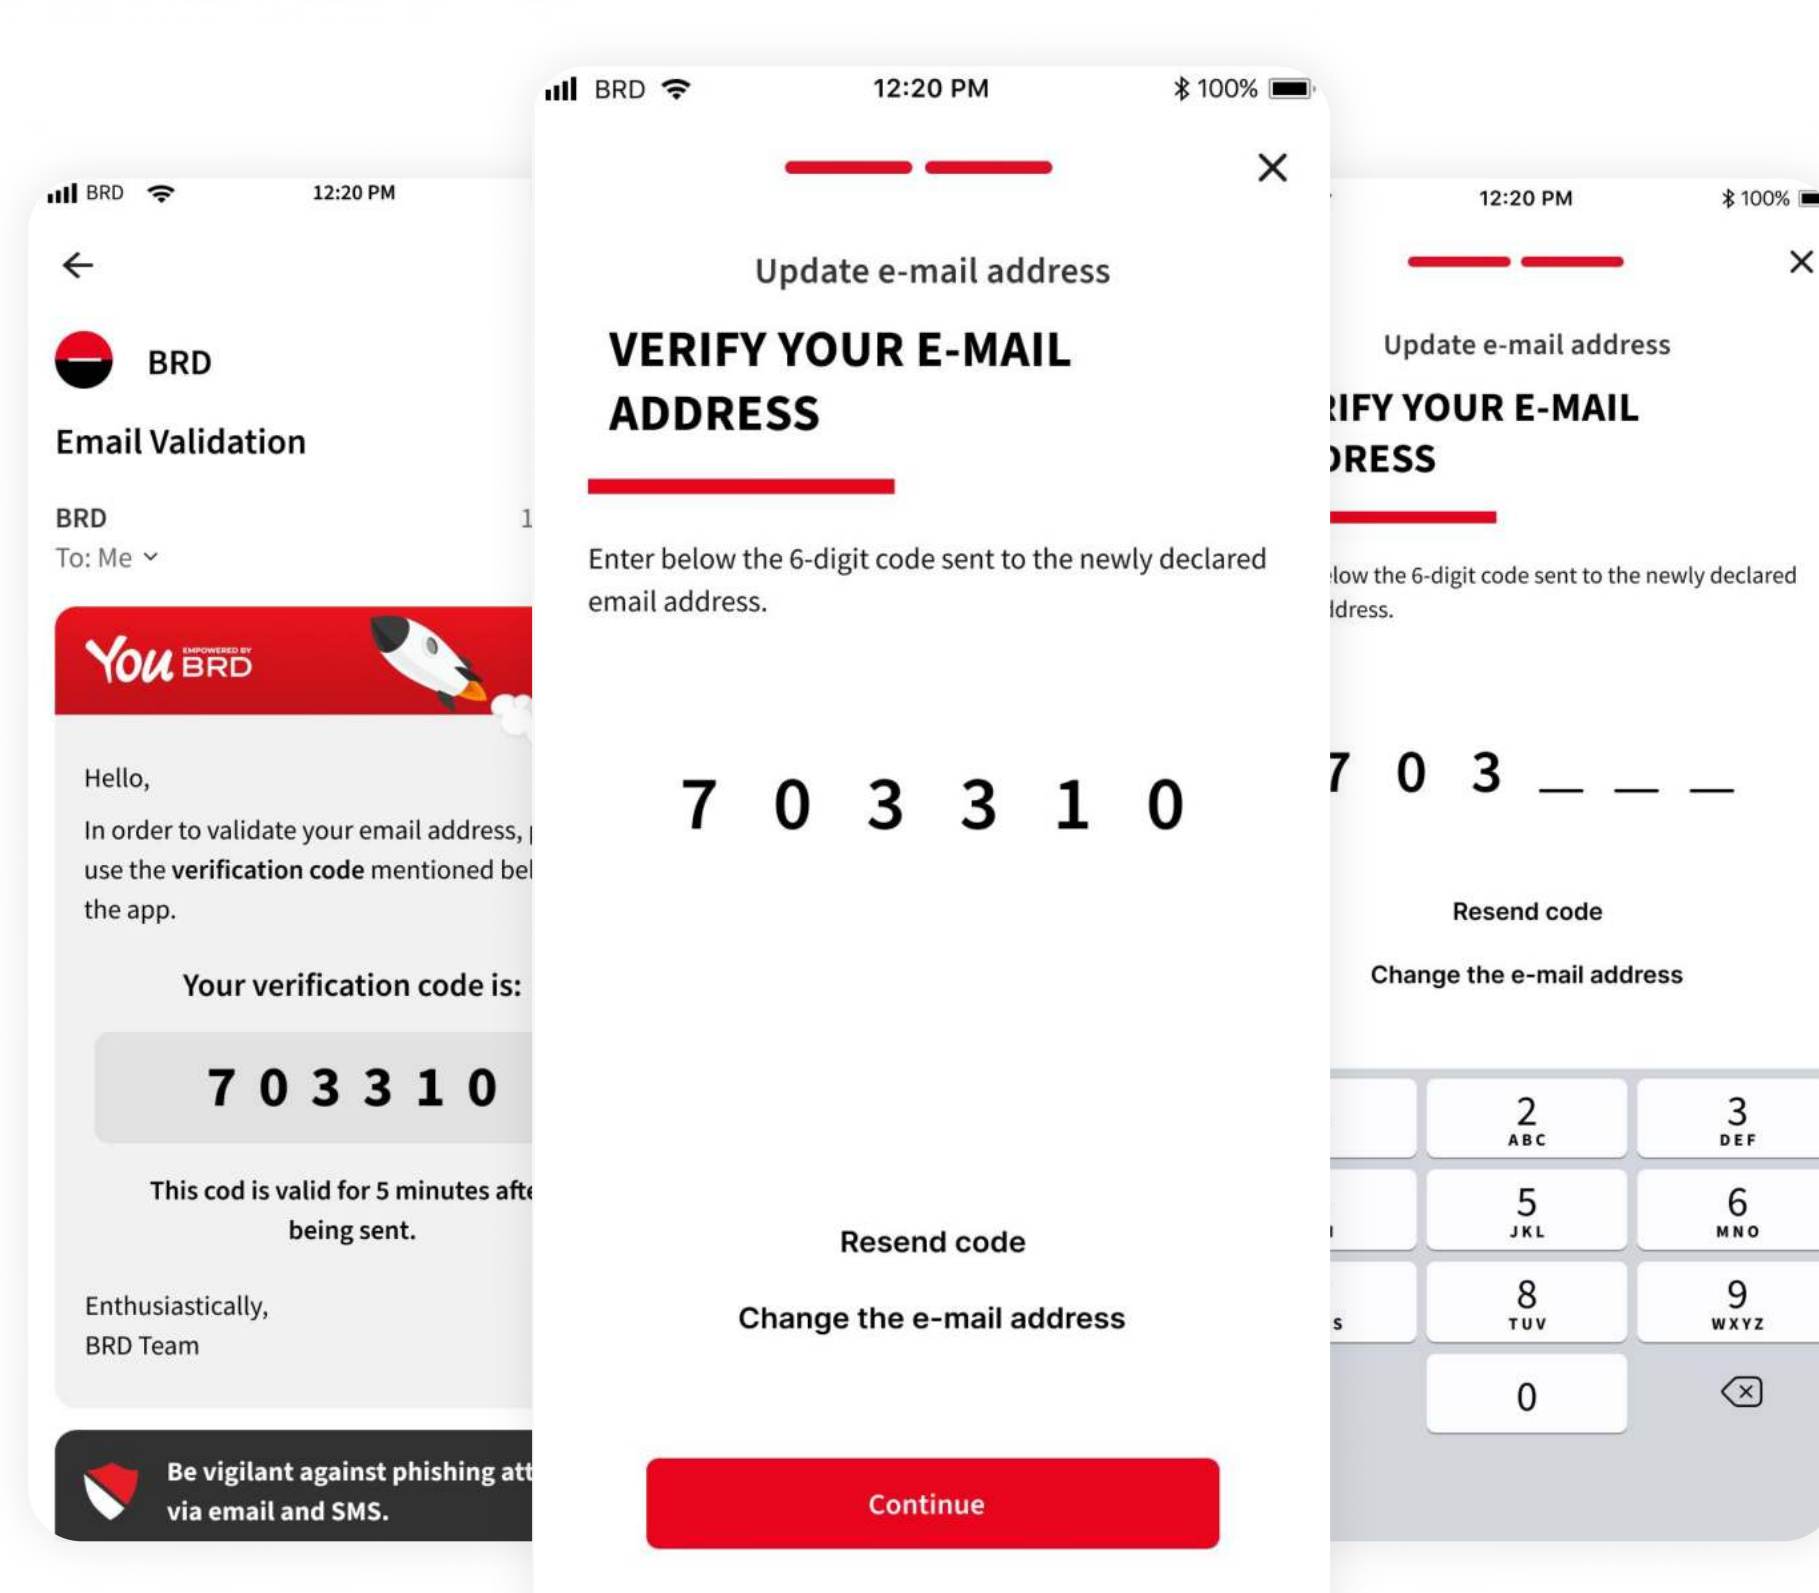 BRD
12:20 PM
BRD
Email Validation
BRD
1
To: Me
You EMPOWERED BY BRD
Hello,
In order to validate your email address,
use the verification code mentioned
the app.
Your verification code is:
7 0 3 3 1 0
This cod is valid for 5 minutes
being sent.
Enthusiastically,
BRD Team
Be vigilant against phishing
via email and SMS.
BRD
12:20 PM
100%
Update e-mail address
VERIFY YOUR E-MAIL
ADDRESS
Enter below the 6-digit code sent to the newly declared
email address.
7 0 3 3 1 0
Resend code
Change the e-mail address
Continue
12:20 PM
100%
Update e-mail address
YOUR E-MAIL
the 6-digit code sent to the newly declared
7 0 3 _ _ _
Resend code
Change the e-mail address
2
ABC
3
DEF
5
JKL
6
MNO
S
8
TUV
9
WXYZ
0